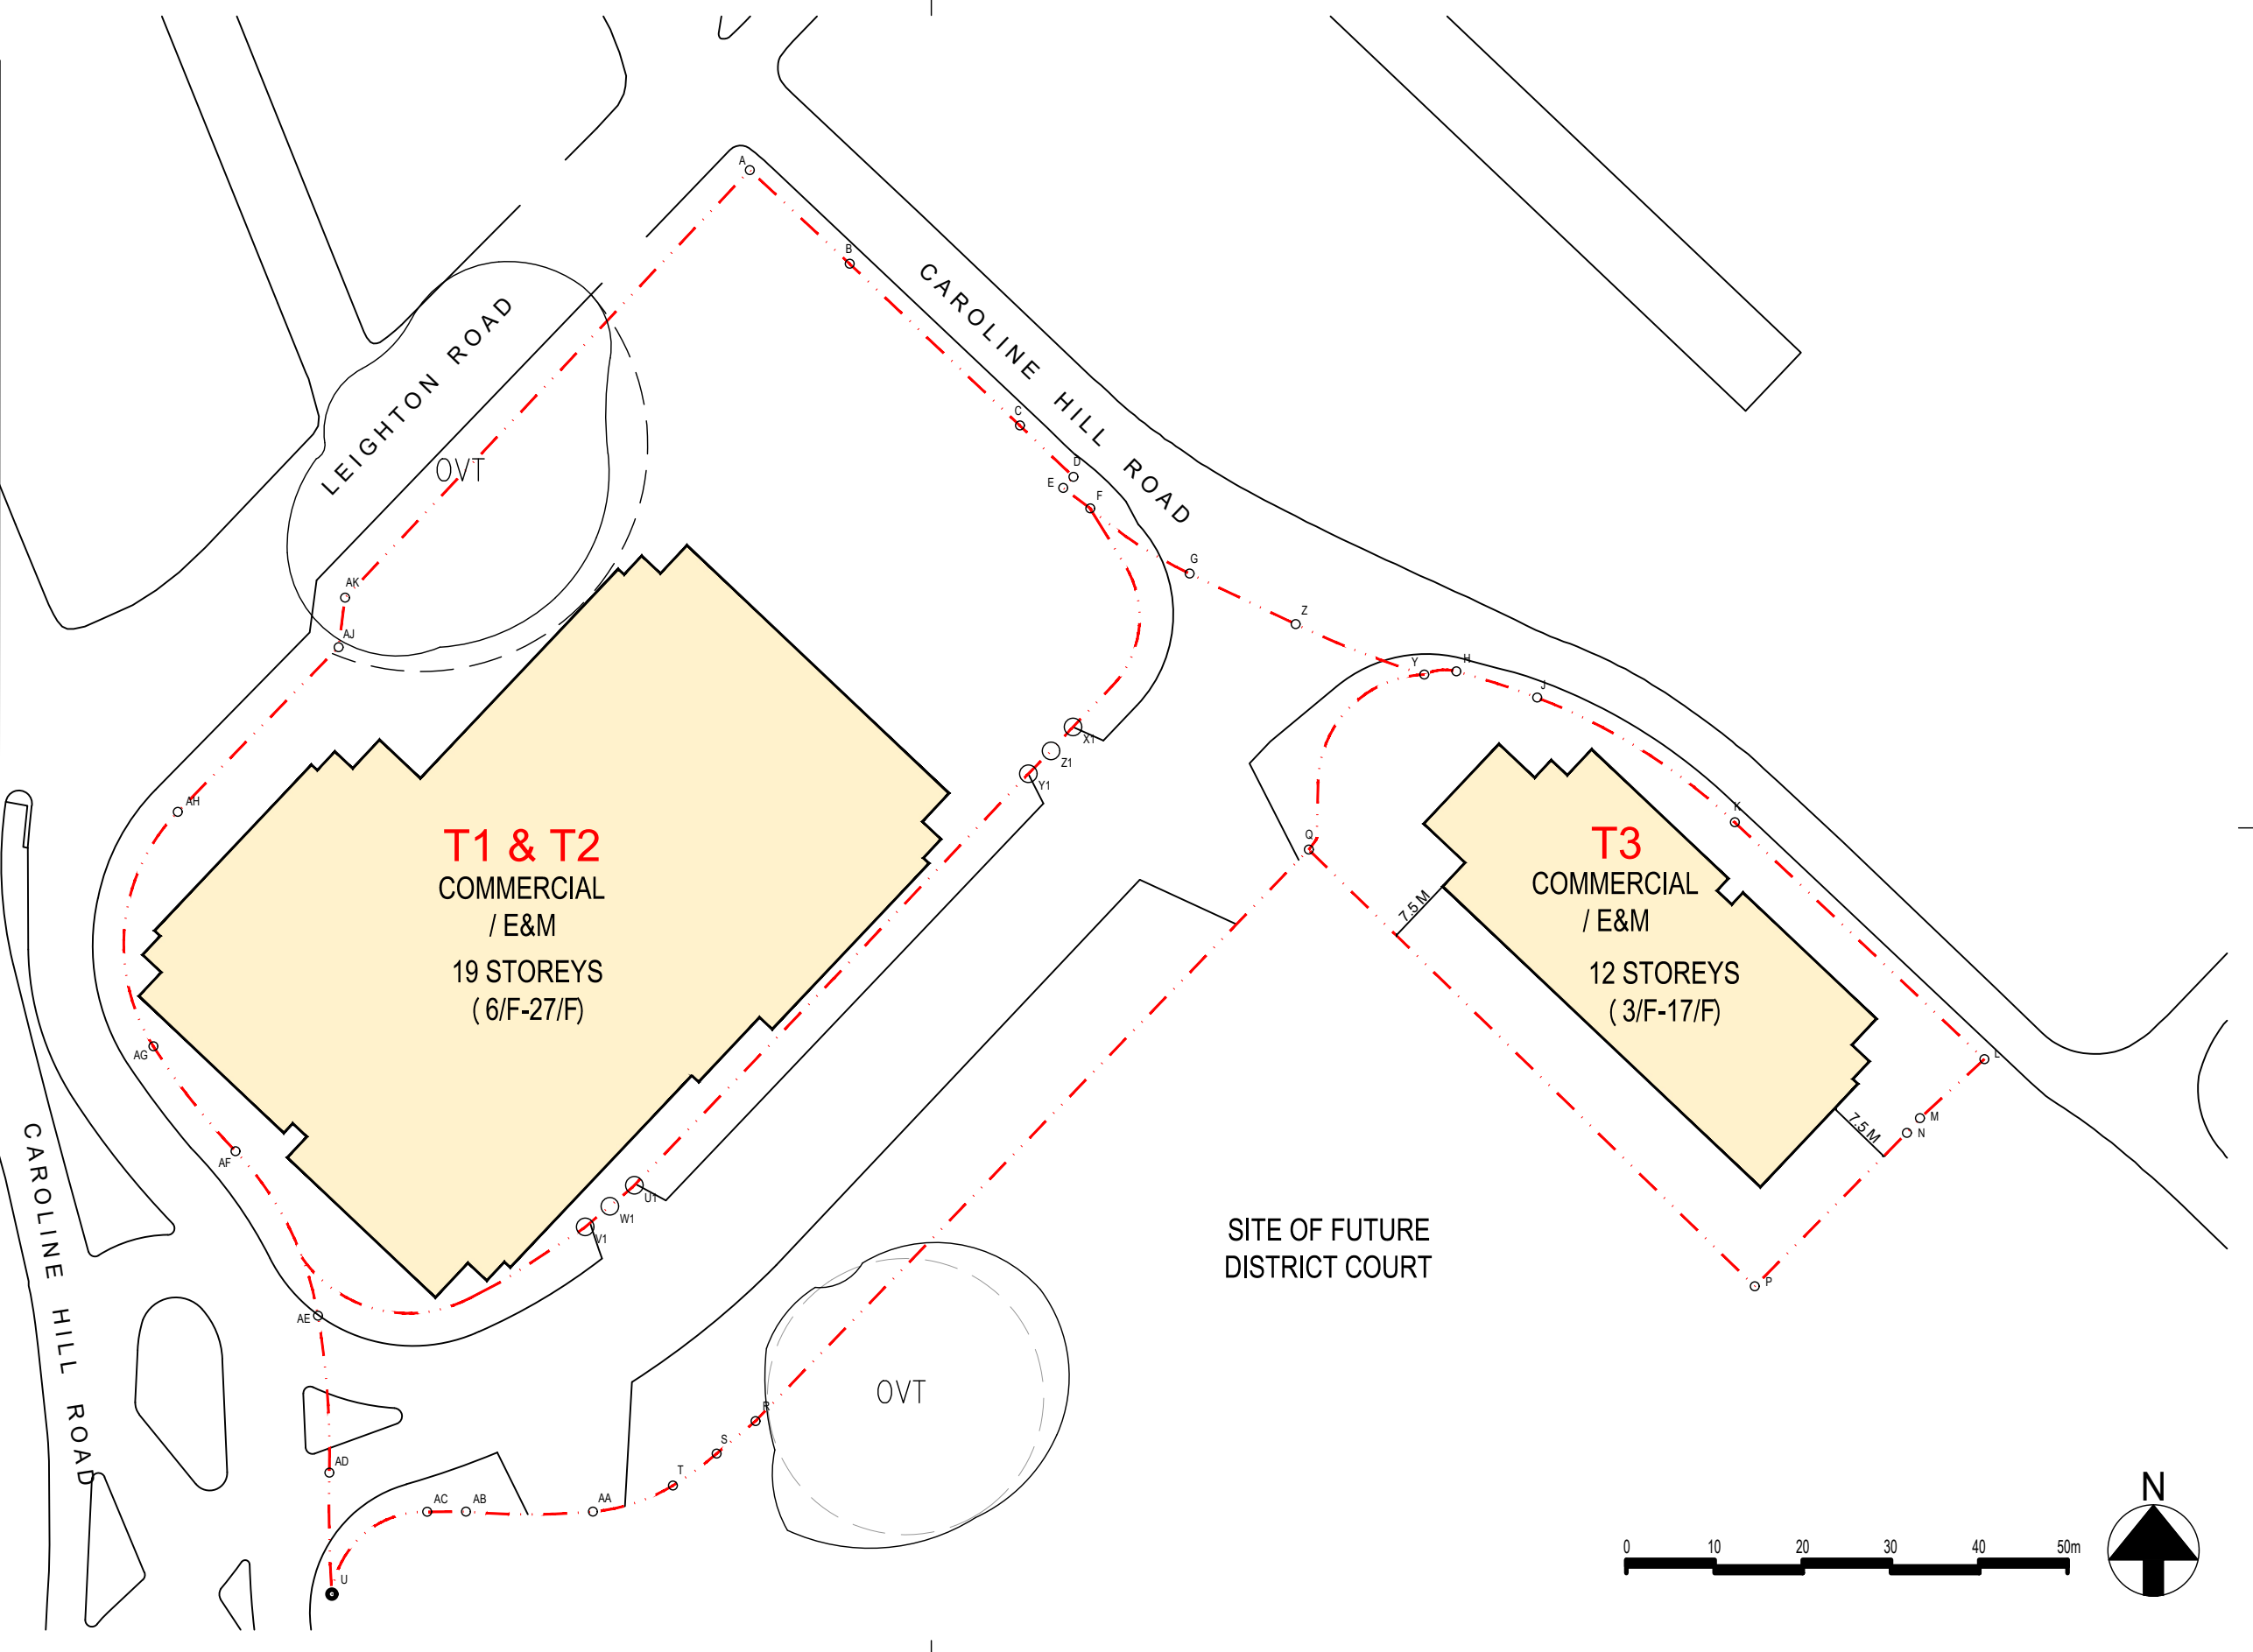 A
B
CAROLINE HILL ROAD
LEIGHTON ROAD
C
OVT
D
E
F
G
AK
Z
AJ
Y
H
J
X1
Z1
Y1
AH
K
Q
T1 & T2
COMMERCIAL
/ E&M
19 STOREYS
( 6/F-27/F)
T3
COMMERCIAL
/ E&M
12 STOREYS
( 3/F-17/F)
7.5 M
AG
L
M
N
7.5 M
AF
CAROLINE HILL ROAD
U1
W1
V1
SITE OF FUTURE
DISTRICT COURT
P
AE
OVT
R
S
AD
T
AC
AB
AA
U
N
0 10 20 30 40 50m